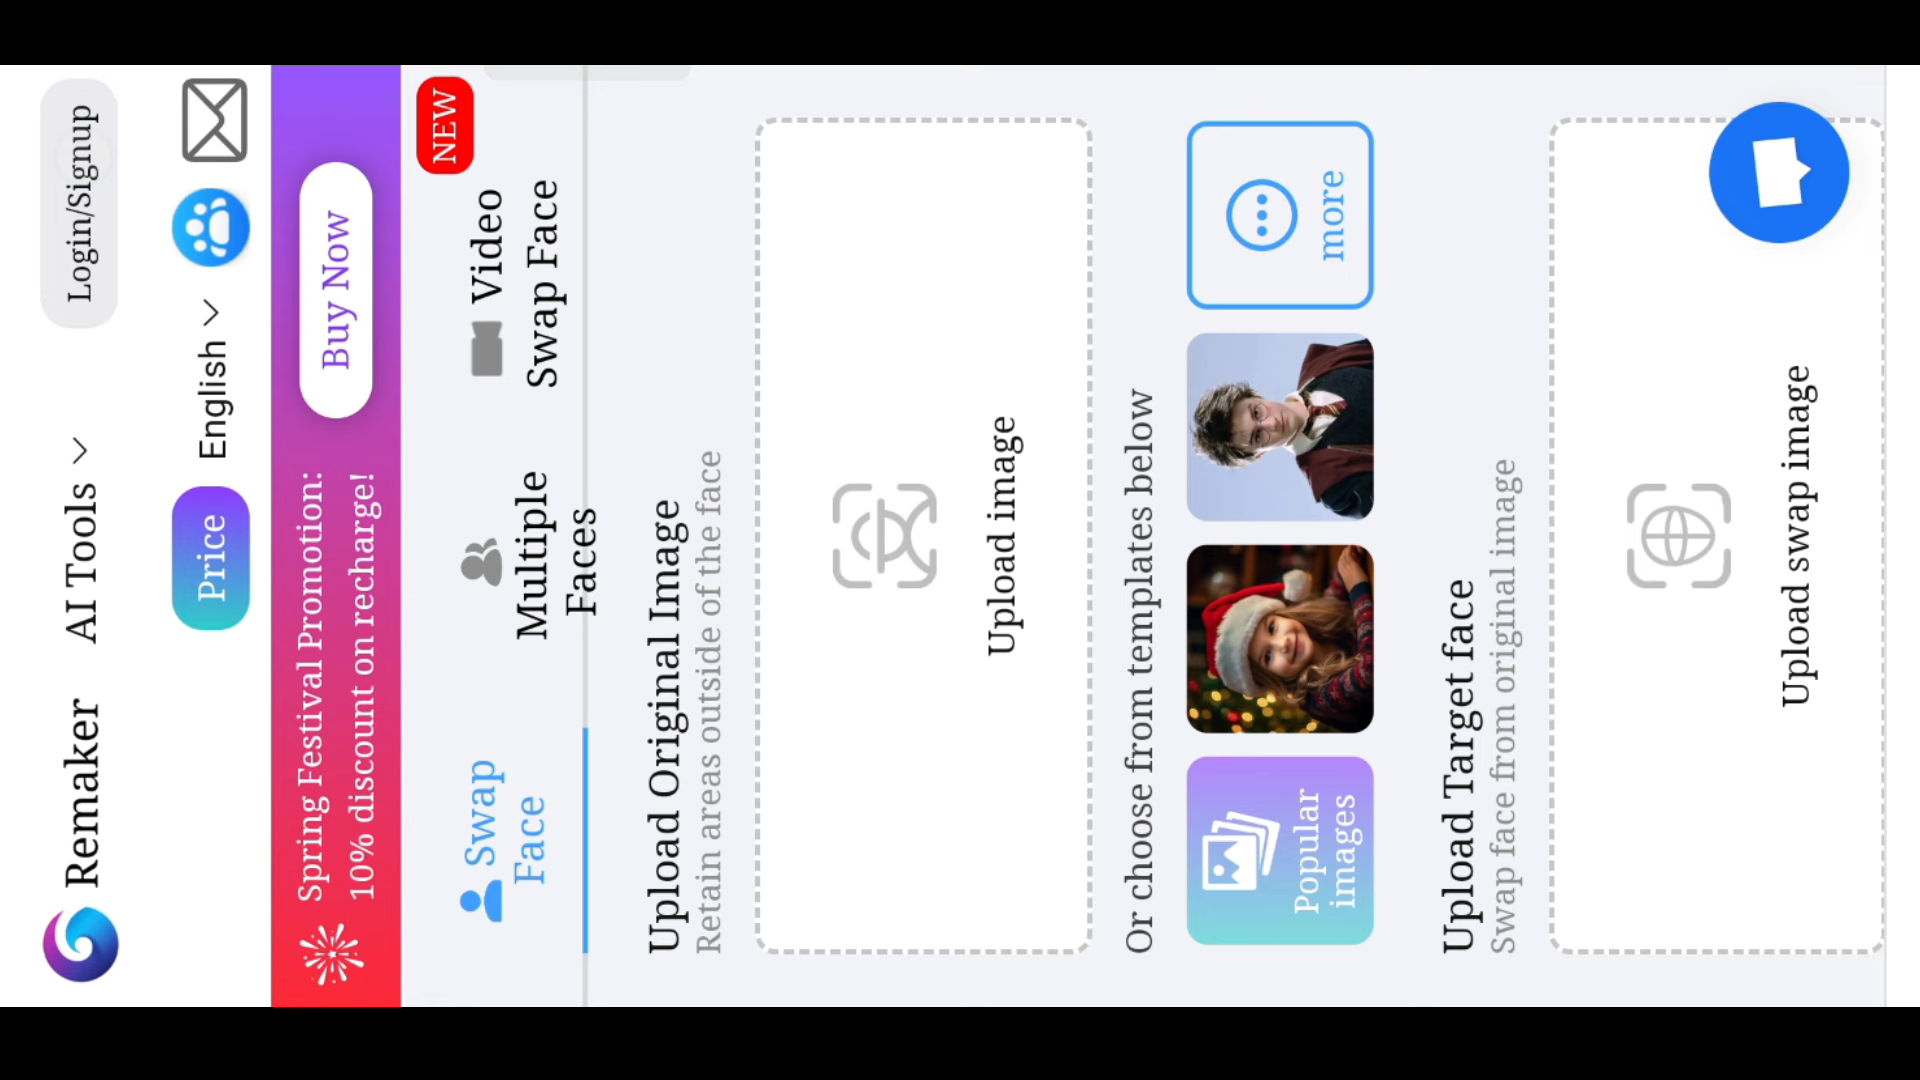 Remaker AI Tools Login/Signup
Price English
Spring Festival Promotion:
10% discount on recharge!
Buy Now
Swap
Face
Multiple
Faces
Video
Swap Face
NEW
Upload Original Image
Retain areas outside of the face
Upload image
Or choose from templates below
Popular
images
more
Upload Target face
Swap face from original image
Upload swap image